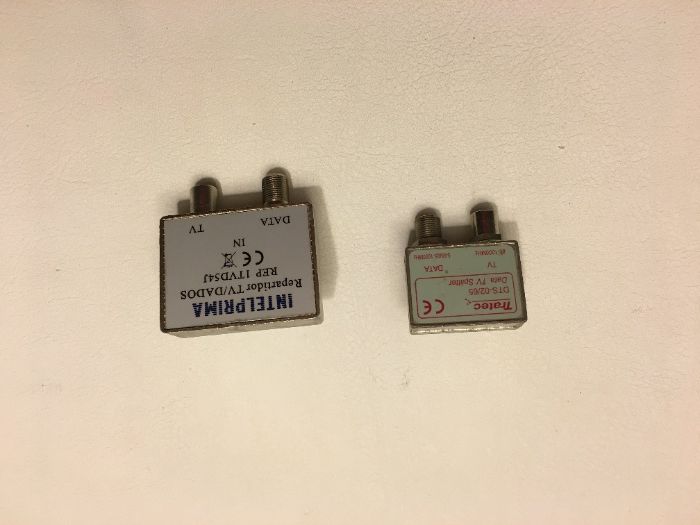 INTELPRIMA
Repartidor TV/DADOS
REP 1TVD54J
CE
IN
DATA
TV
Tratec
DTS-02/65
Data TV Splitter
CE
TV
DATA